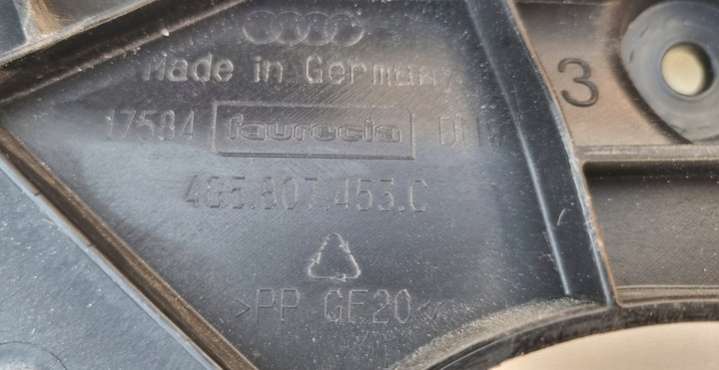 Made in Germany
3
17584 faurecia
4G5.807.453.C
>PP GF20<